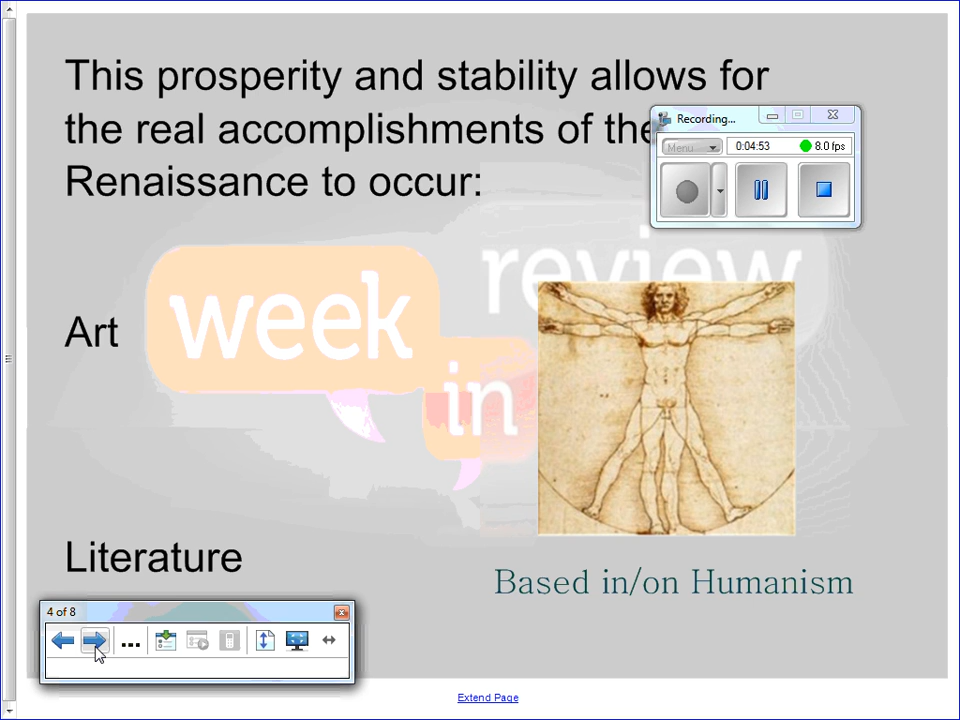 This prosperity and stability allows for
the real accomplishments of the
Renaissance to occur:
Recording...
Menu
0:04:53
8.0 fps
review
week
in
Art
Literature
Based in/on Humanism
4 of 8
...
Extend Page